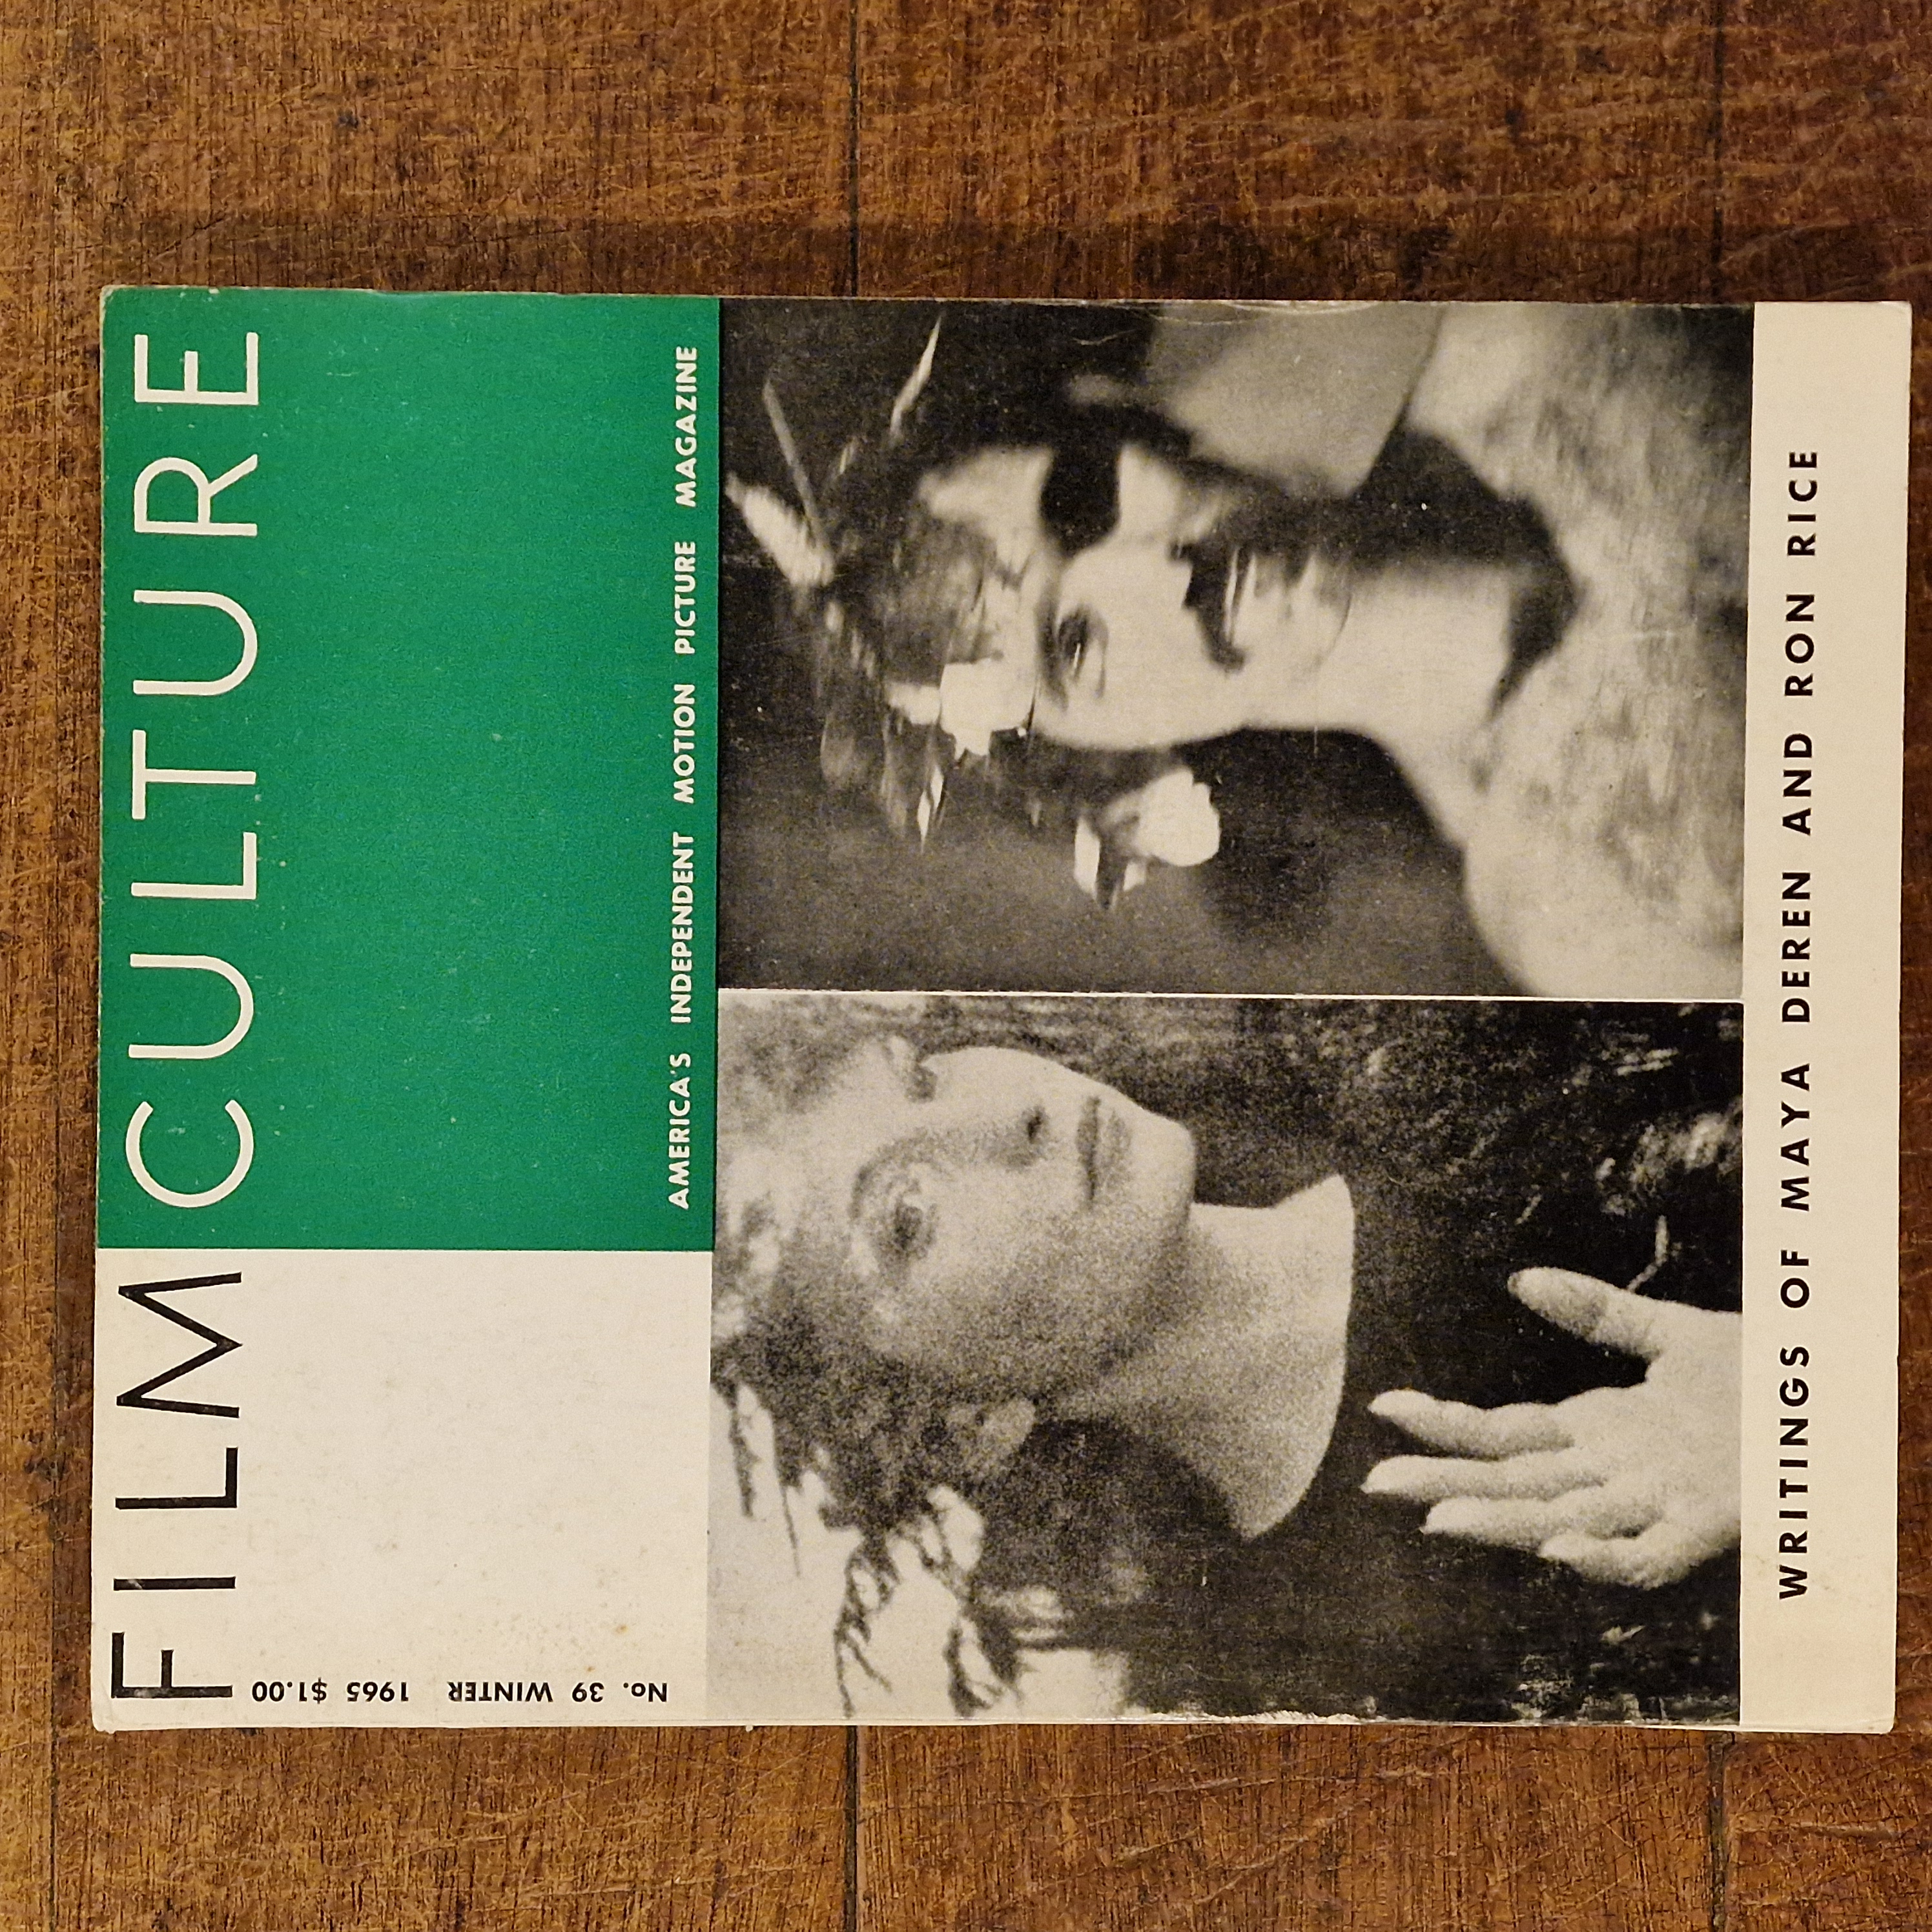 FILM CULTURE
No. 39 WINTER 1965 $1.00
AMERICA'S INDEPENDENT MOTION PICTURE MAGAZINE
WRITINGS OF MAYA DEREN AND RON RICE